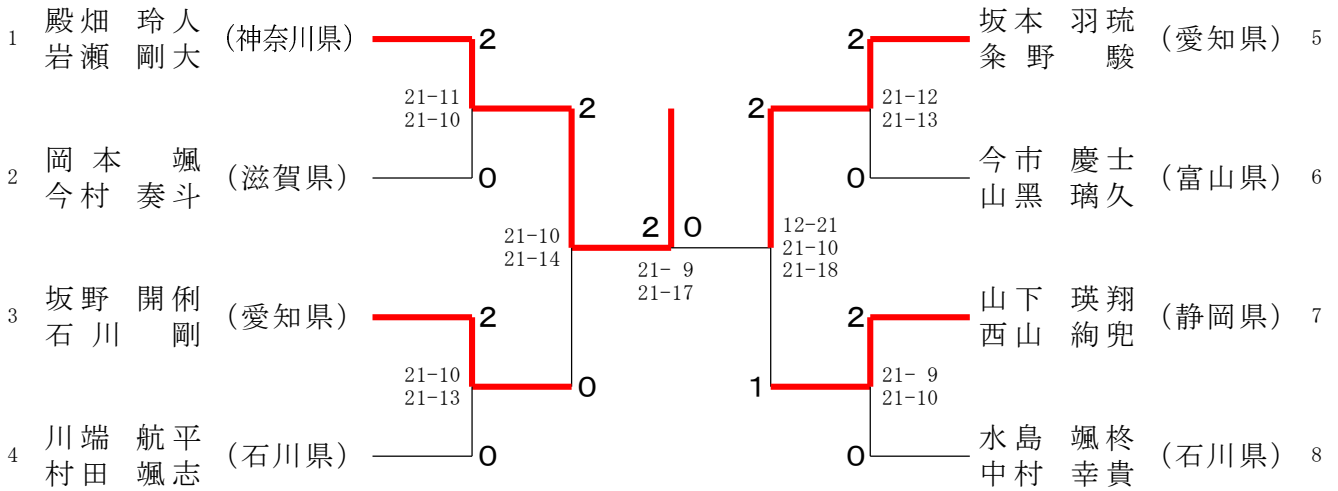 1 殿畑 玲人 (神奈川県)
岩瀬 剛大
2
21-11
21-10
2
2 岡本 颯 (滋賀県)
今村 奏斗
0
21-10
21-14
3 坂野 開俐 (愛知県)
石川 剛
2
21-10
21-13
0
4 川端 航平 (石川県)
村田 颯志
0
2 0
21- 9
21-17
坂本 羽琉 (愛知県) 5
粂野 駿
2
21-12
21-13
2
今市 慶士 (富山県) 6
山黑 璃久
0
12-21
21-10
21-18
山下 瑛翔 (静岡県) 7
西山 絢兜
2
21- 9
21-10
1
水島 颯柊 (石川県) 8
中村 幸貴
0